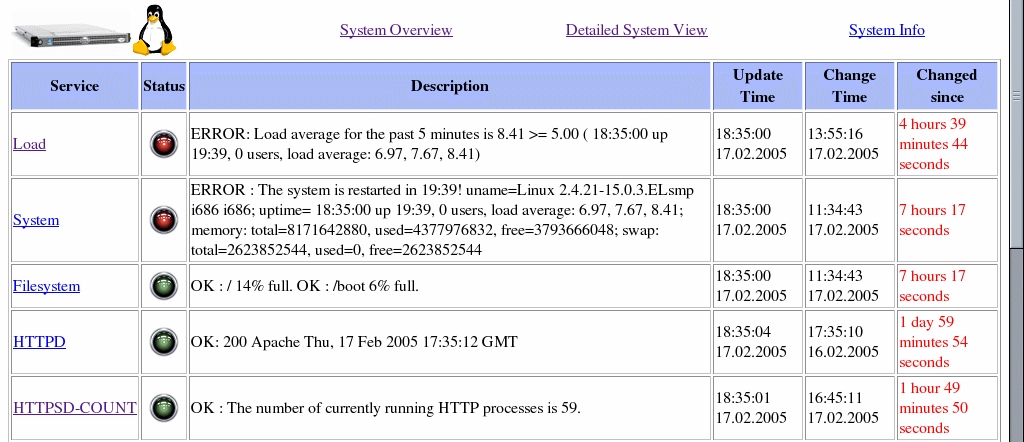 System Overview Detailed System View System Info
Service Status Description Update Time Change Time Changed since
Load
ERROR: Load average for the past 5 minutes is 8.41 >= 5.00 ( 18:35:00 up
19:39, 0 users, load average: 6.97, 7.67, 8.41)
18:35:00
17.02.2005
13:55:16
17.02.2005
4 hours 39
minutes 44
seconds
System
ERROR : The system is restarted in 19:39! uname=Linux 2.4.21-15.0.3.ELsmp
i686 i686; uptime= 18:35:00 up 19:39, 0 users, load average: 6.97, 7.67, 8.41;
memory: total=8171642880, used=4377976832, free=3793666048; swap:
total=2623852544, used=0, free=2623852544
18:35:00
17.02.2005
11:34:43
17.02.2005
7 hours 17
seconds
Filesystem
OK : / 14% full. OK : /boot 6% full.
18:35:00
17.02.2005
11:34:43
17.02.2005
7 hours 17
seconds
HTTPD
OK: 200 Apache Thu, 17 Feb 2005 17:35:12 GMT
18:35:04
17.02.2005
17:35:10
16.02.2005
1 day 59
minutes 54
seconds
HTTPSD-COUNT
OK : The number of currently running HTTP processes is 59.
18:35:01
17.02.2005
16:45:11
17.02.2005
1 hour 49
minutes 50
seconds